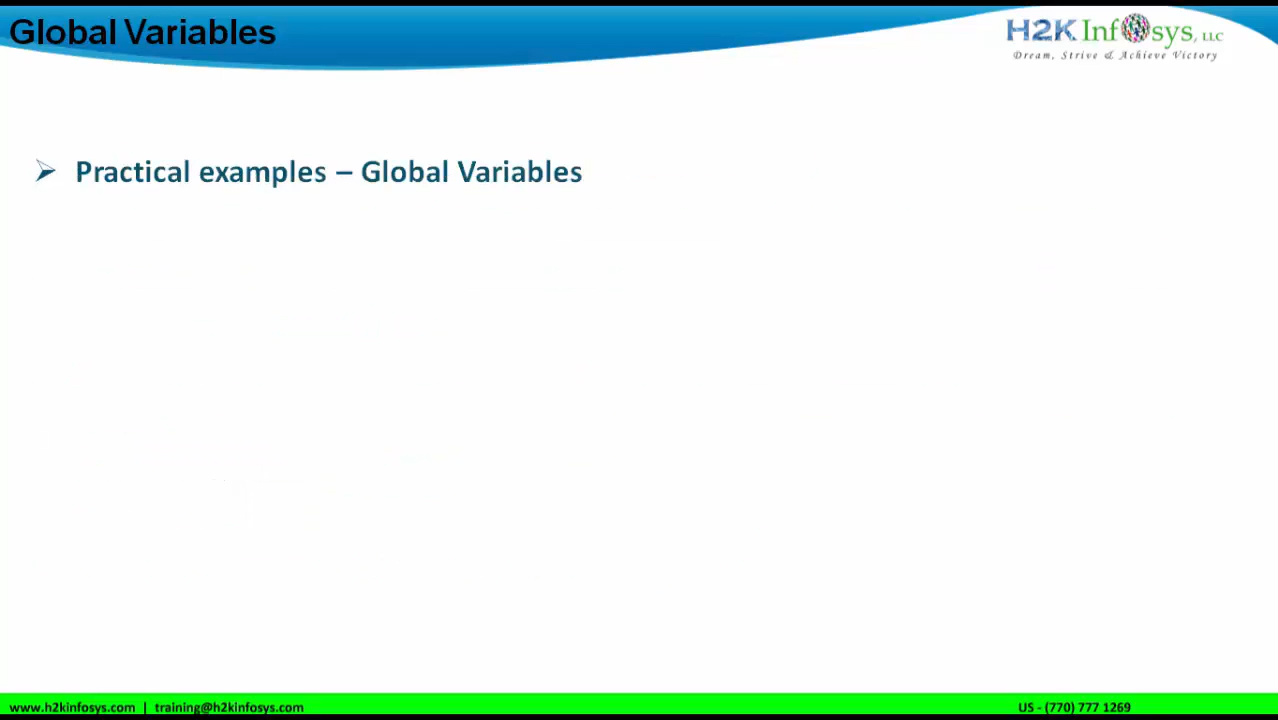 Global Variables
H2K Infosys, LLC
Dream, Strive & Achieve Victory
Practical examples – Global Variables
www.h2kinfosys.com | training@h2kinfosys.com
US - (770) 777 1269